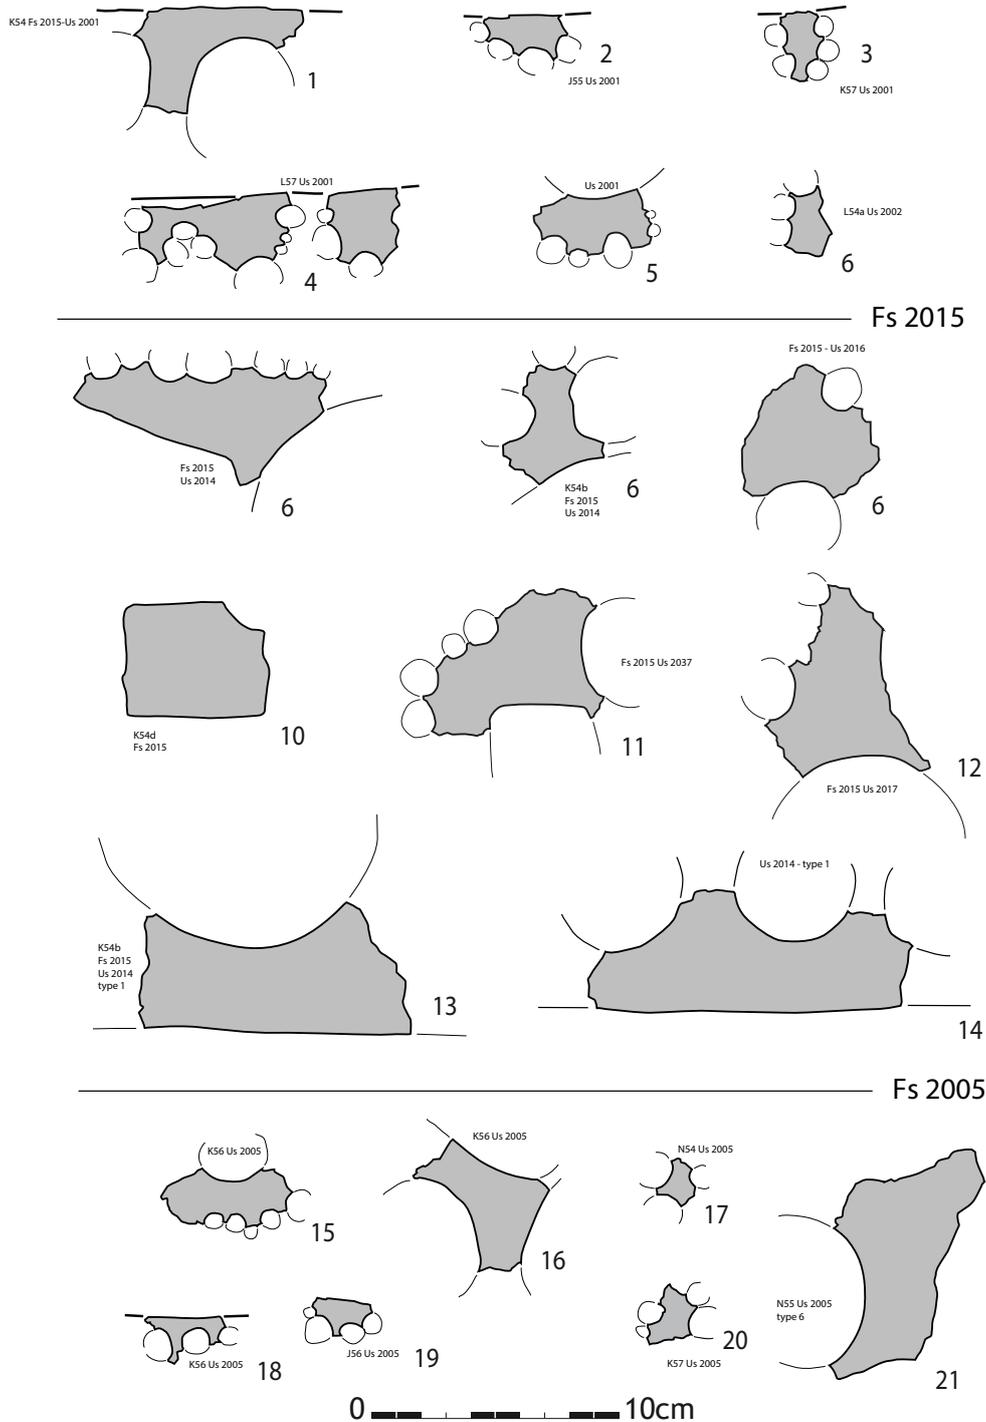 K54 Fs 2015-Us 2001
1
2
J55 Us 2001
3
K57 Us 2001
L57 Us 2001
4
Us 2001
5
L54a Us 2002
6
Fs 2015
Fs 2015
Us 2014
6
K54b
Fs 2015
Us 2014
6
Fs 2015 - Us 2016
6
K54d
Fs 2015
10
Fs 2015 Us 2037
11
Fs 2015 Us 2017
12
K54b
Fs 2015
Us 2014
type 1
13
Us 2014 - type 1
14
Fs 2005
K56 Us 2005
15
K56 Us 2005
16
N54 Us 2005
17
K56 Us 2005
18
J56 Us 2005
19
K57 Us 2005
20
N55 Us 2005
type 6
21
0 10cm